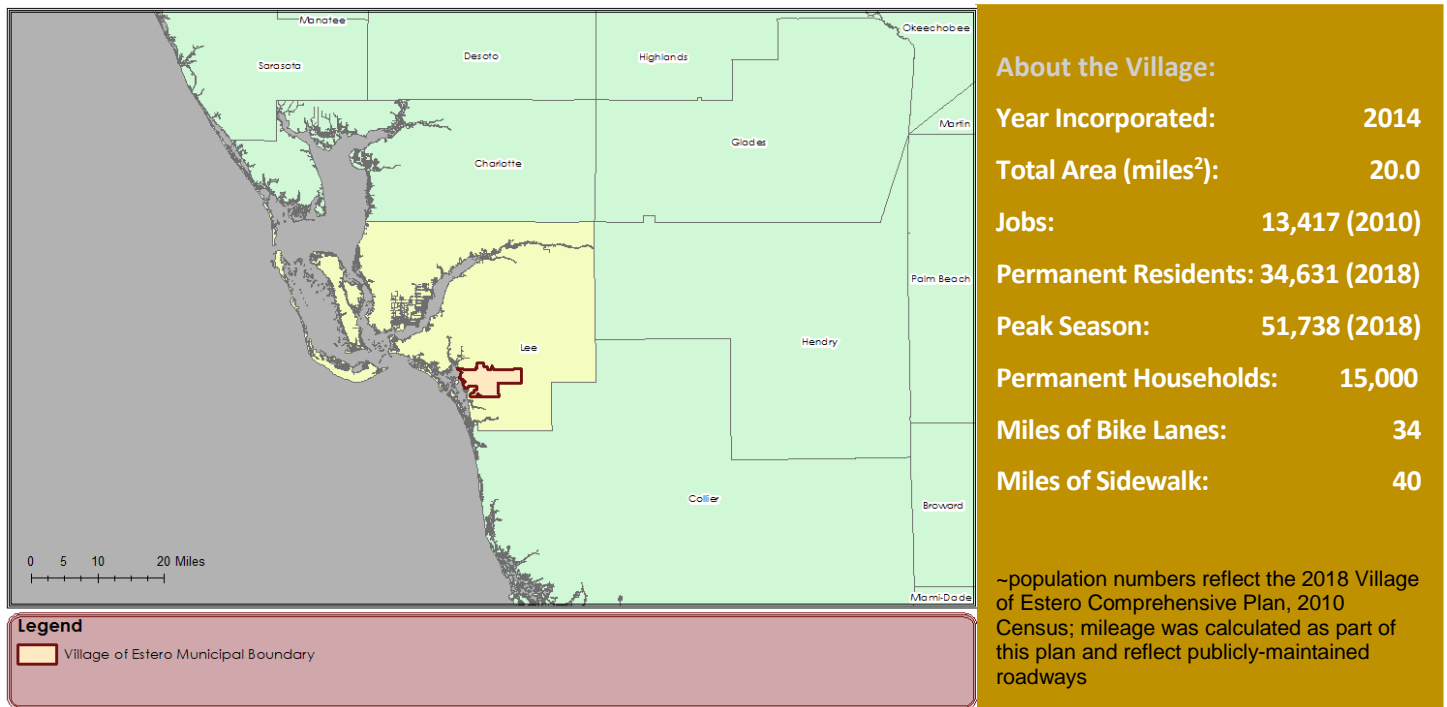 Manatee
Okeechobee
Desoto
Highlands
Sarasota
Martin
Glades
Charlotte
Palm Beach
Hendry
Lee
Collier
Broward
Miami-Dade
0 5 10 20 Miles
Legend
Village of Estero Municipal Boundary
About the Village:
Year Incorporated: 2014
Total Area (miles²): 20.0
Jobs: 13,417 (2010)
Permanent Residents: 34,631 (2018)
Peak Season: 51,738 (2018)
Permanent Households: 15,000
Miles of Bike Lanes: 34
Miles of Sidewalk: 40
~population numbers reflect the 2018 Village
of Estero Comprehensive Plan, 2010
Census; mileage was calculated as part of
this plan and reflect publicly-maintained
roadways